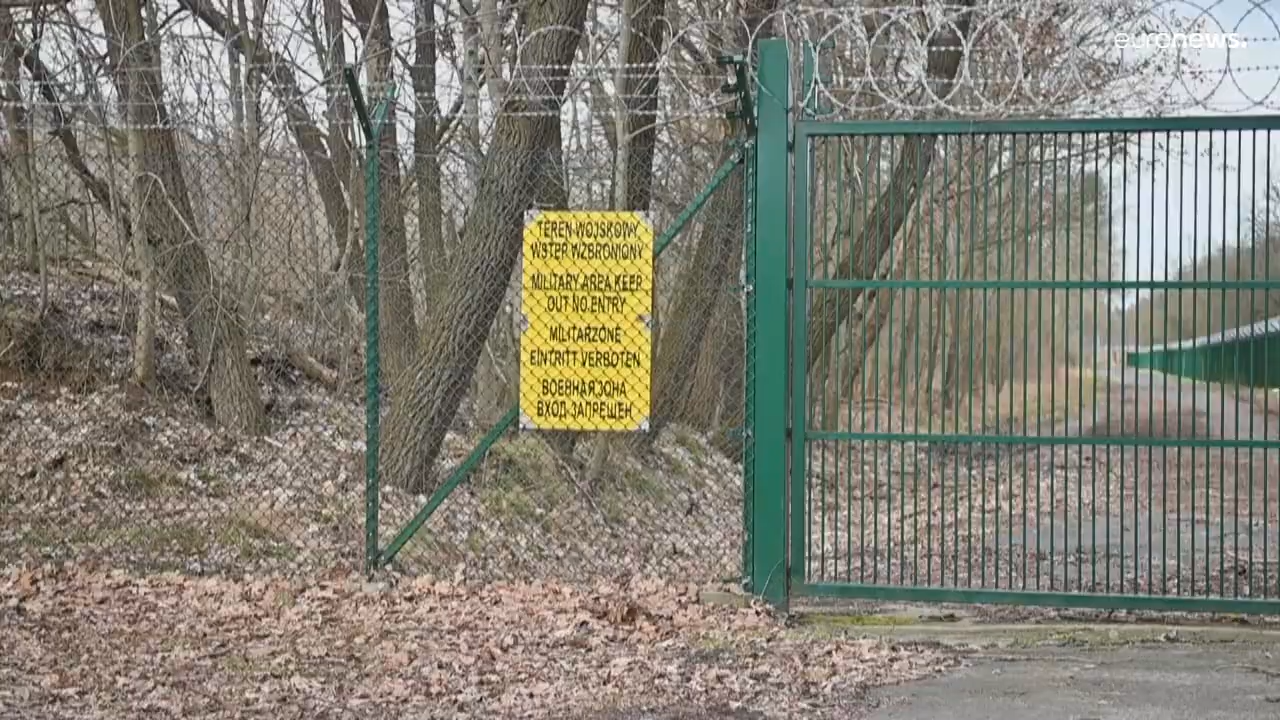 euronews.
TEREN WOJSKOWY
WSTĘP WZBRONIONY
MILITARY AREA KEEP
OUT NO ENTRY
MILITARZONE
EINTRITT VERBOTEN
ВОЕННАЯ ЗОНА
ВХОД ЗАПРЕЩЕН